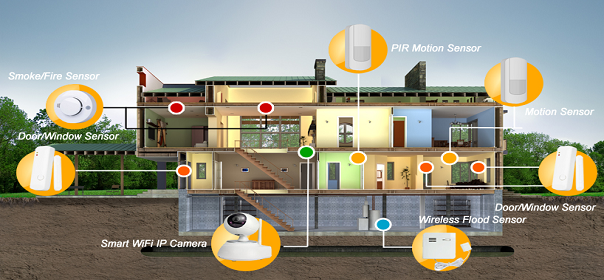 PIR Motion Sensor
Smoke/Fire Sensor
Motion Sensor
Door/Window Sensor
Door/Window Sensor
Wireless Flood Sensor
Smart WiFi IP Camera